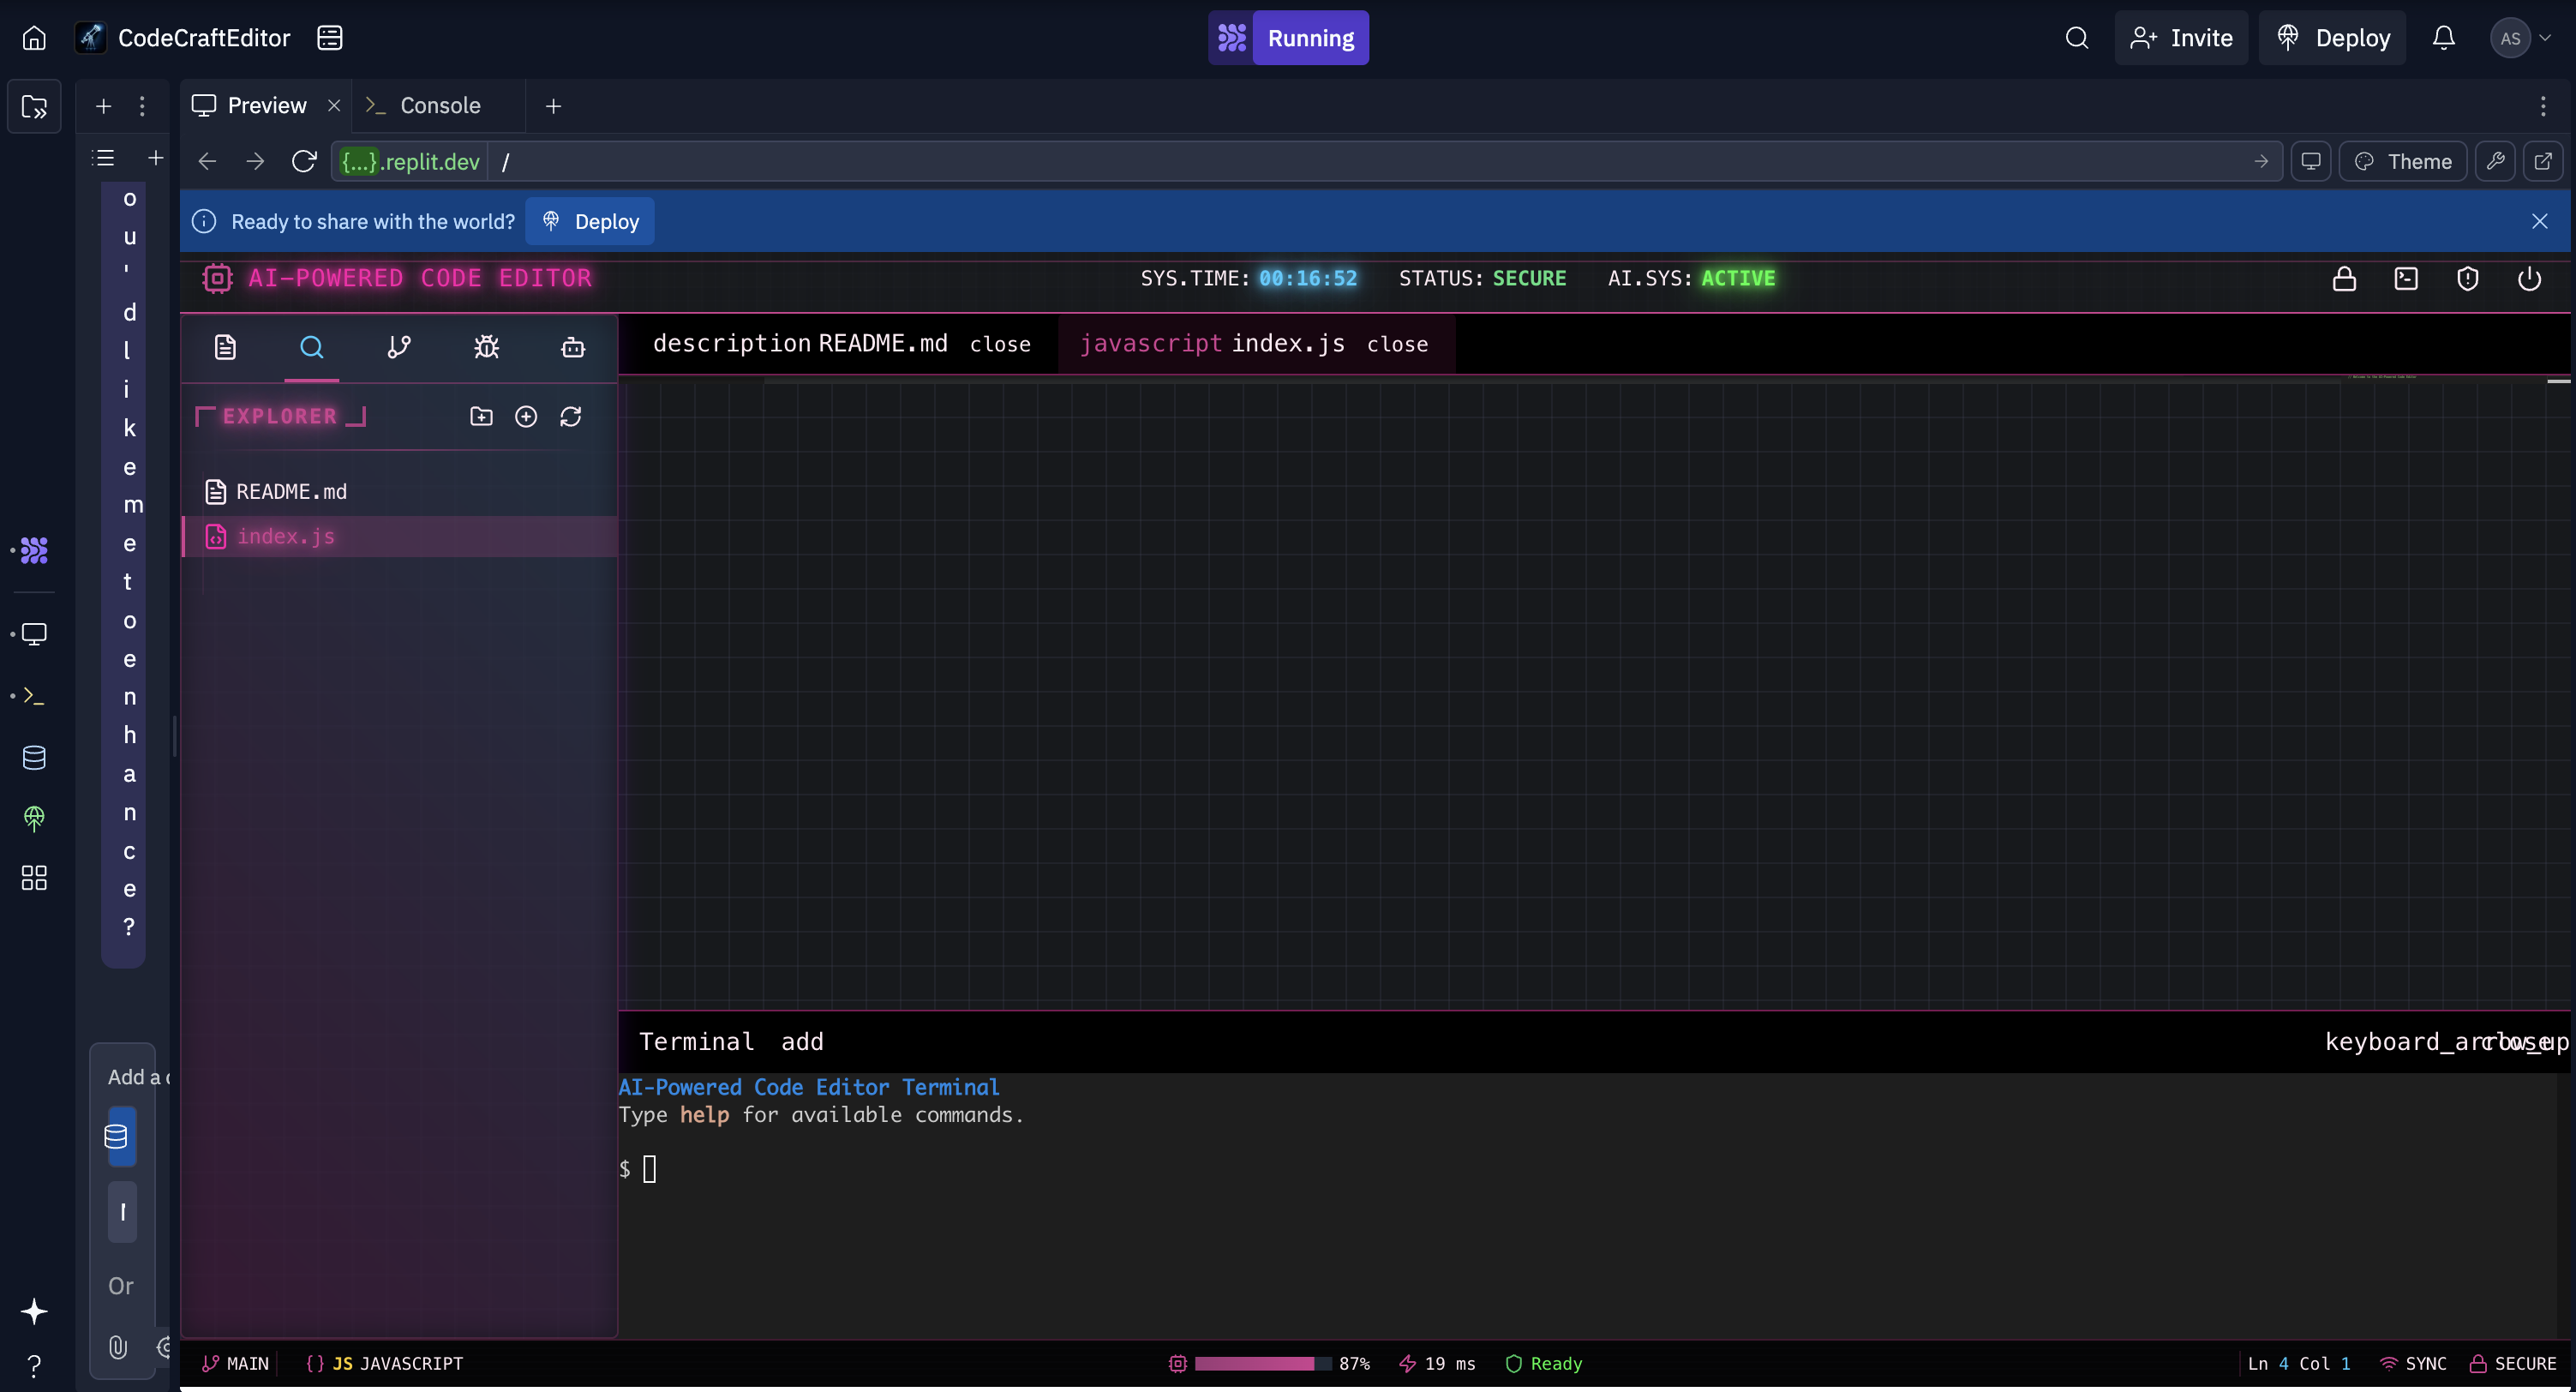 CodeCraftEditor
Running
Invite
Deploy
AS
Preview
Console
{...}.replit.dev
/
Theme
Ready to share with the world?
Deploy
o
u
'
d
l
i
k
e
m
e
t
o
e
n
h
a
n
c
e
?
Add a
Or
AI-POWERED CODE EDITOR
SYS.TIME: 00:16:52
STATUS: SECURE
AI.SYS: ACTIVE
description README.md close
javascript index.js close
EXPLORER
README.md
index.js
Terminal add
keyboard_arrow_up
close
AI-Powered Code Editor Terminal
Type help for available commands.
$
MAIN
{} JS JAVASCRIPT
87%
19 ms
Ready
Ln 4 Col 1
SYNC
SECURE